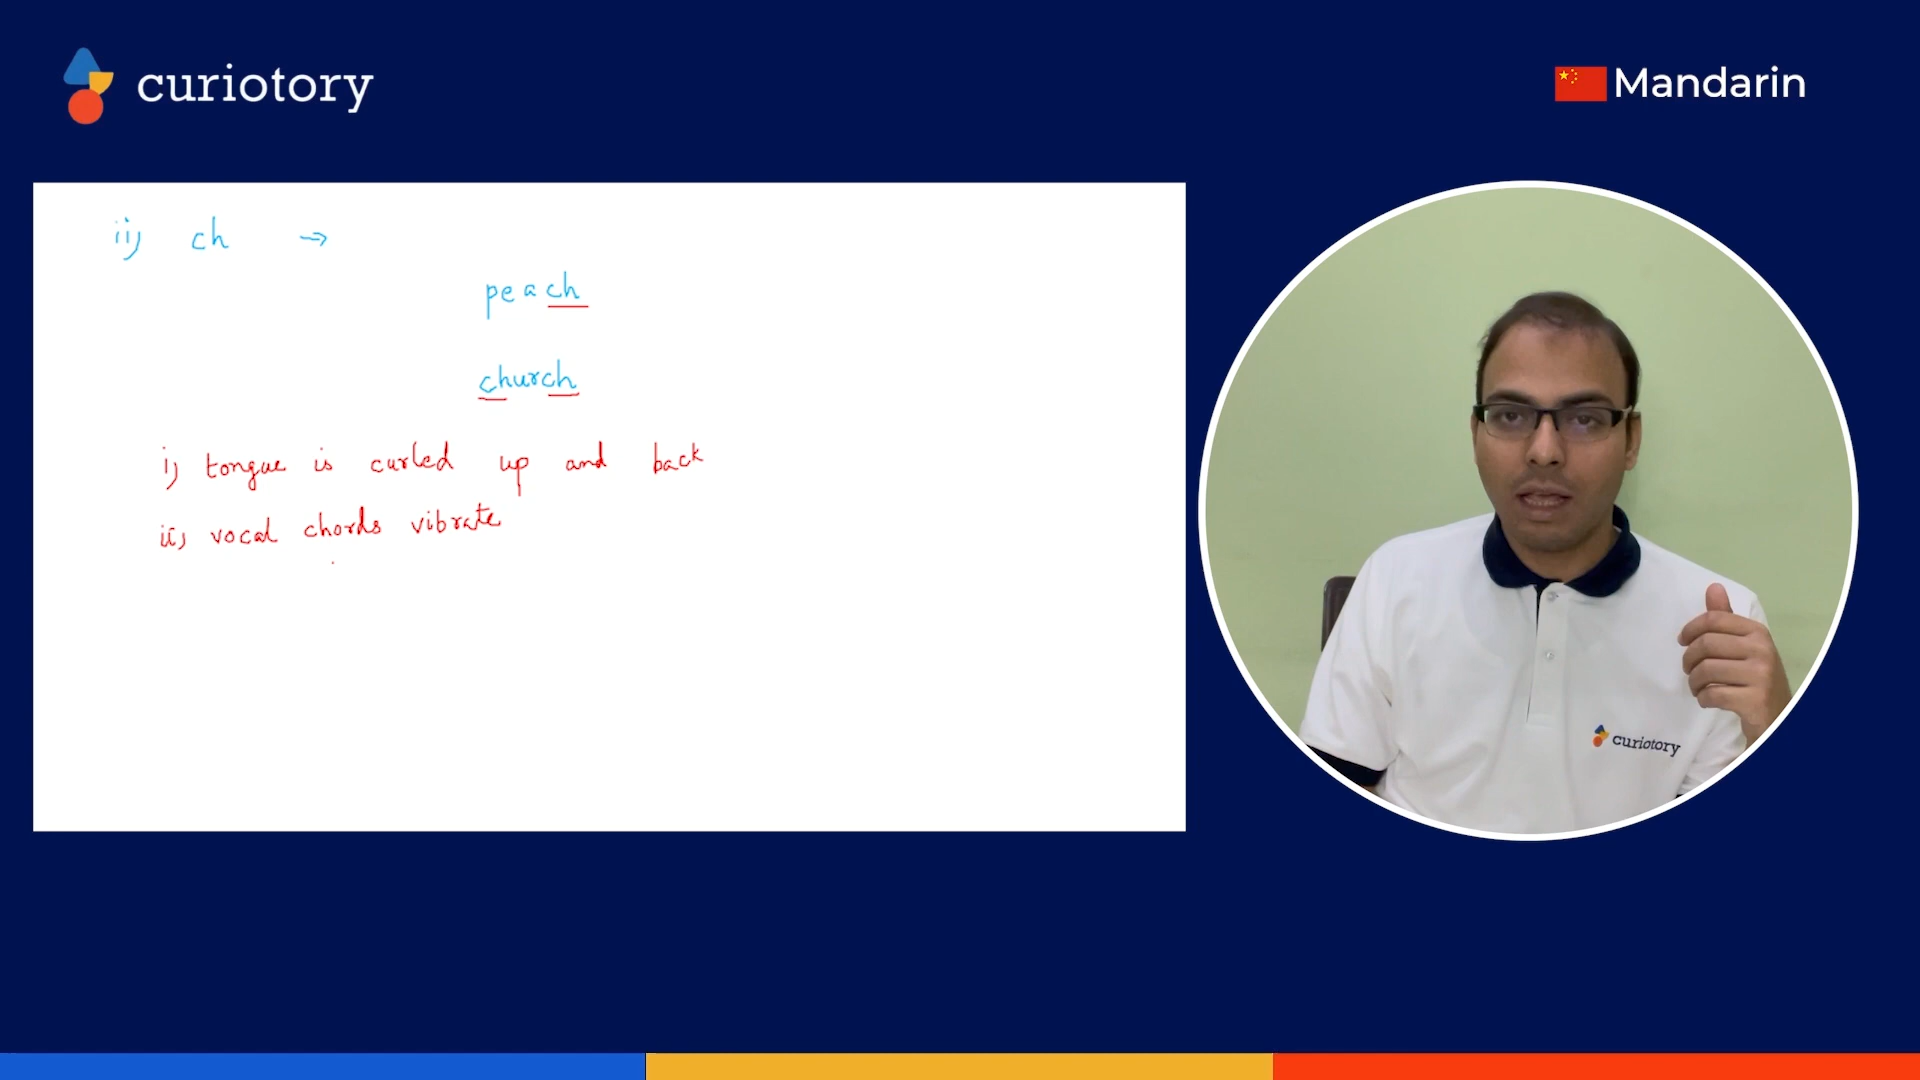 curiotory
Mandarin
ii) ch →
peach
church
i) tongue is curled up and back
ii) vocal chords vibrate
curiotory